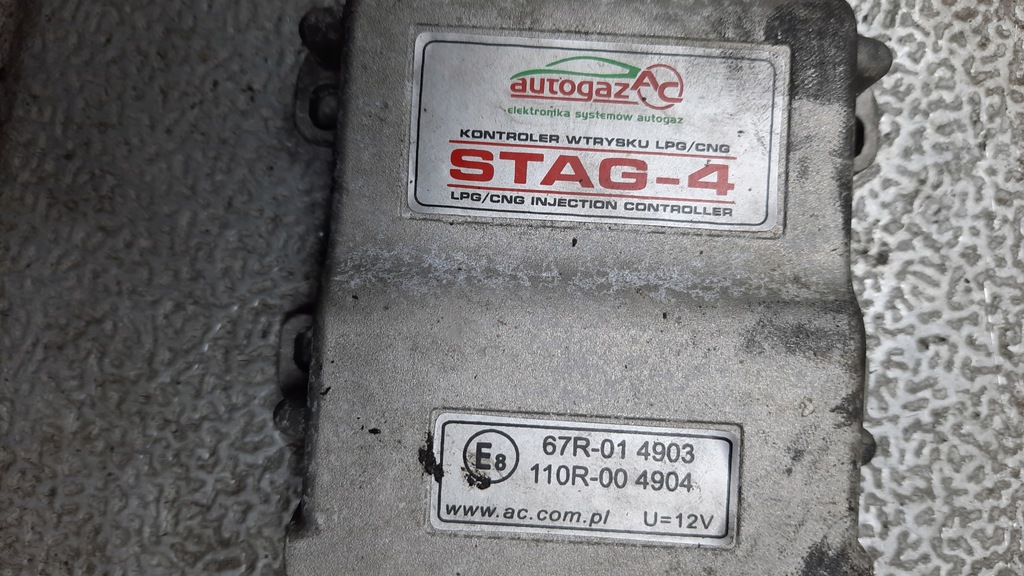 autogaz AC
elektronika systemów autogaz
KONTROLER WTRYSKU LPG/CNG
STAG-4
LPG/CNG INJECTION CONTROLLER
E8 67R-01 4903
110R-00 4904
www.ac.com.pl U=12V